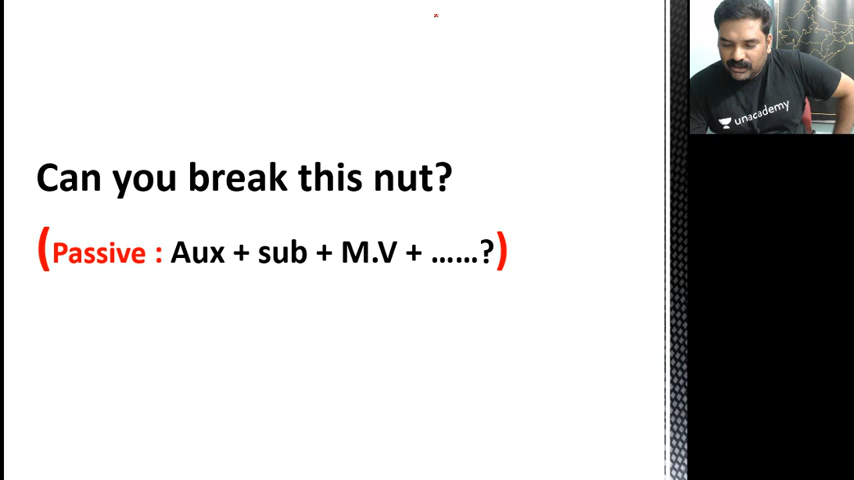 Can you break this nut?
(Passive : Aux + sub + M.V + ......?)
unacademy